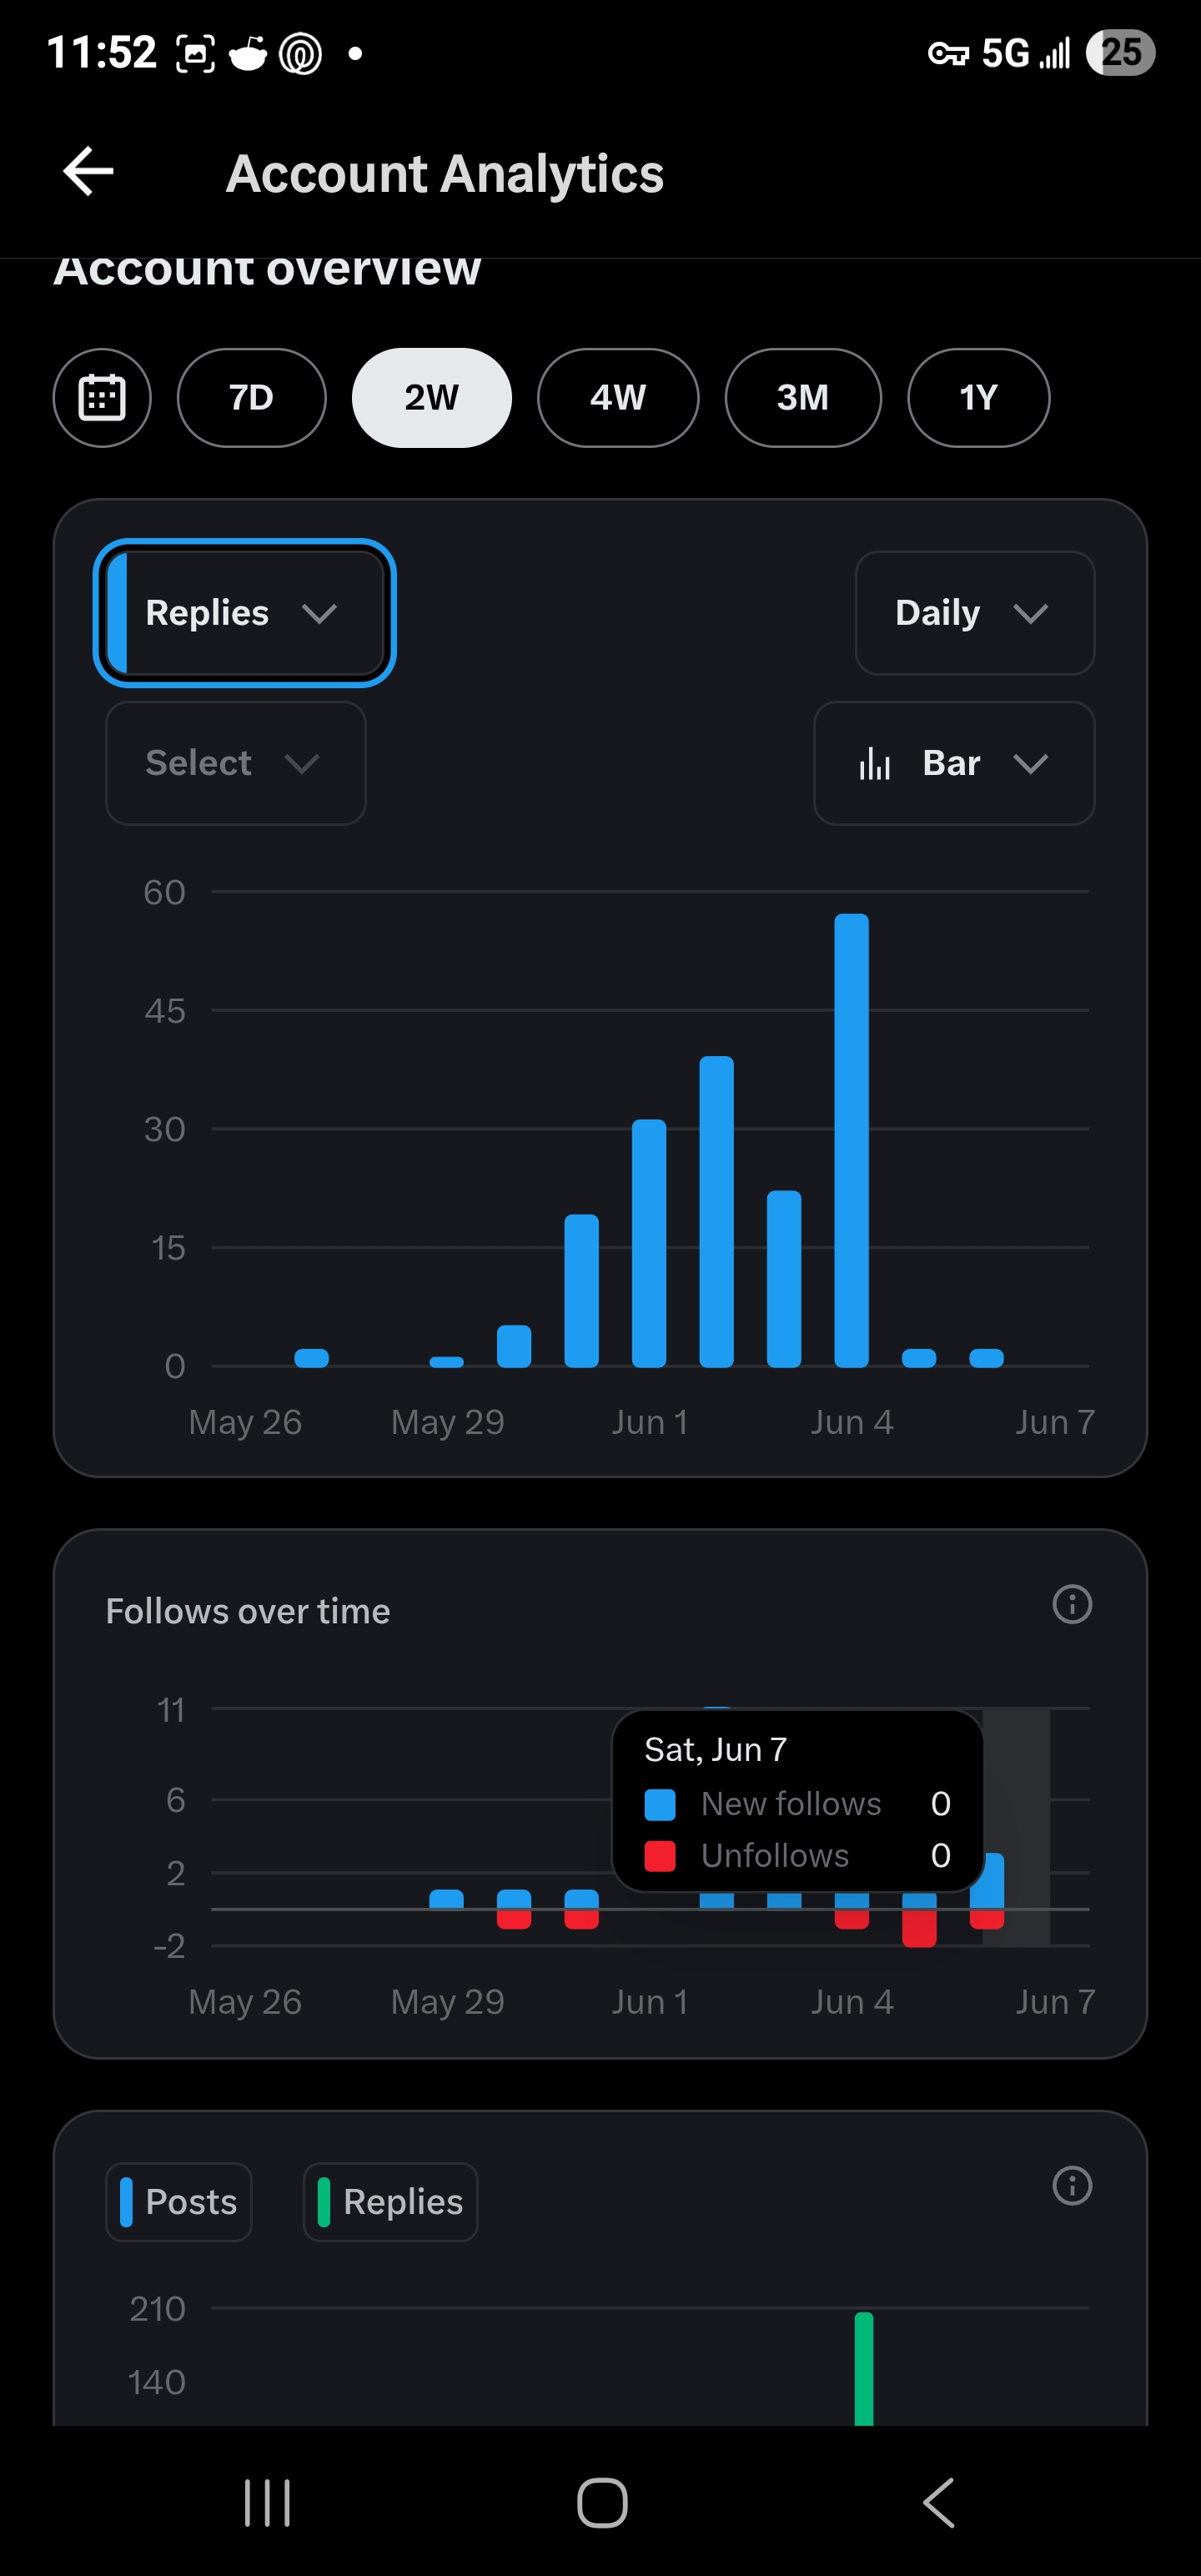 11:52 5G 25
Account Analytics
Account overview
7D 2W 4W 3M 1Y
Replies Daily
Select Bar
60
45
30
15
0
May 26 May 29 Jun 1 Jun 4 Jun 7
Follows over time
11
6
2
-2
Sat, Jun 7
New follows 0
Unfollows 0
May 26 May 29 Jun 1 Jun 4 Jun 7
Posts Replies
210
140